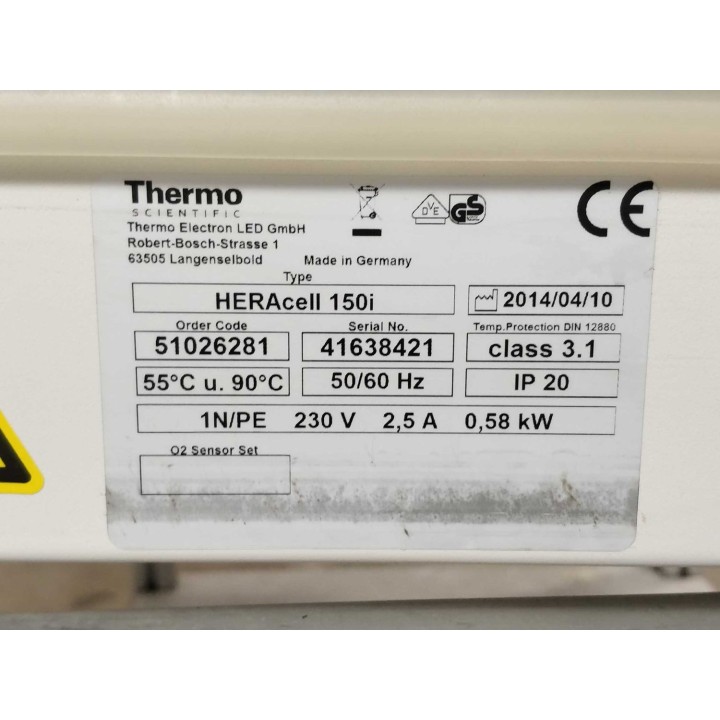 Thermo
SCIENTIFIC
Thermo Electron LED GmbH
Robert-Bosch-Strasse 1
63505 Langenselbold
Made in Germany
DVE
GS
CE
Type
HERAcell 150i
2014/04/10
Order Code
Serial No.
Temp.Protection DIN 12880
51026281
41638421
class 3.1
55°C u. 90°C
50/60 Hz
IP 20
1N/PE 230 V 2,5 A 0,58 kW
O2 Sensor Set